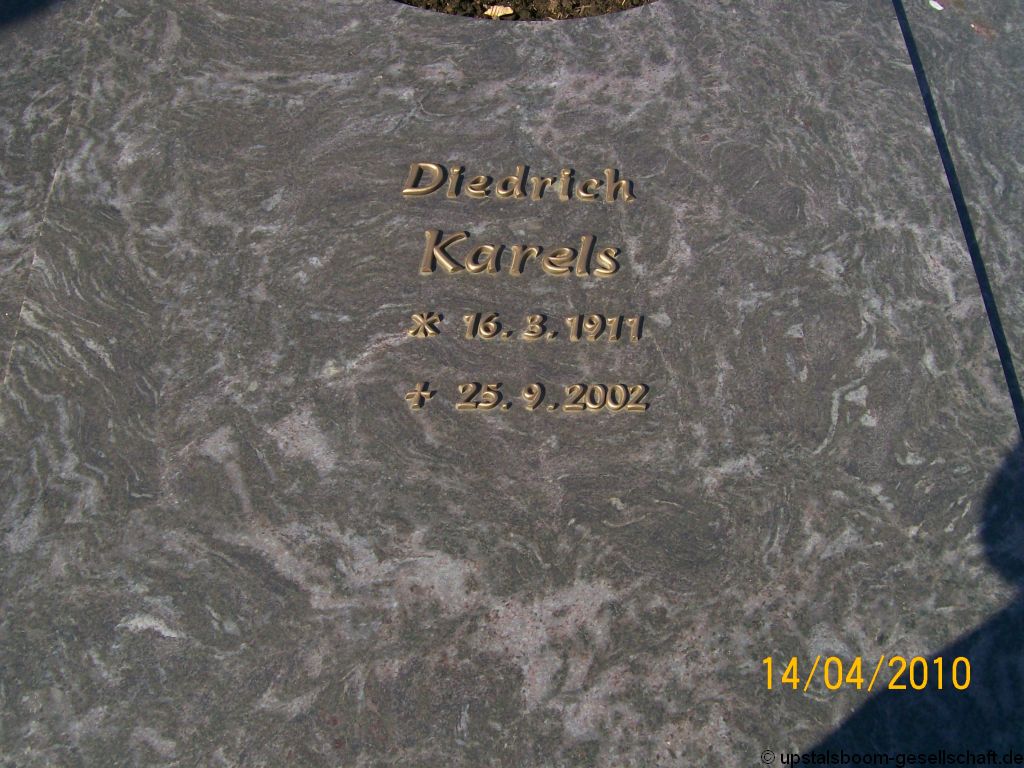 Diedrich
Karels
* 16. 3. 1911
+ 25. 9. 2002
14/04/2010
© upstalsboom-gesellschaft.de